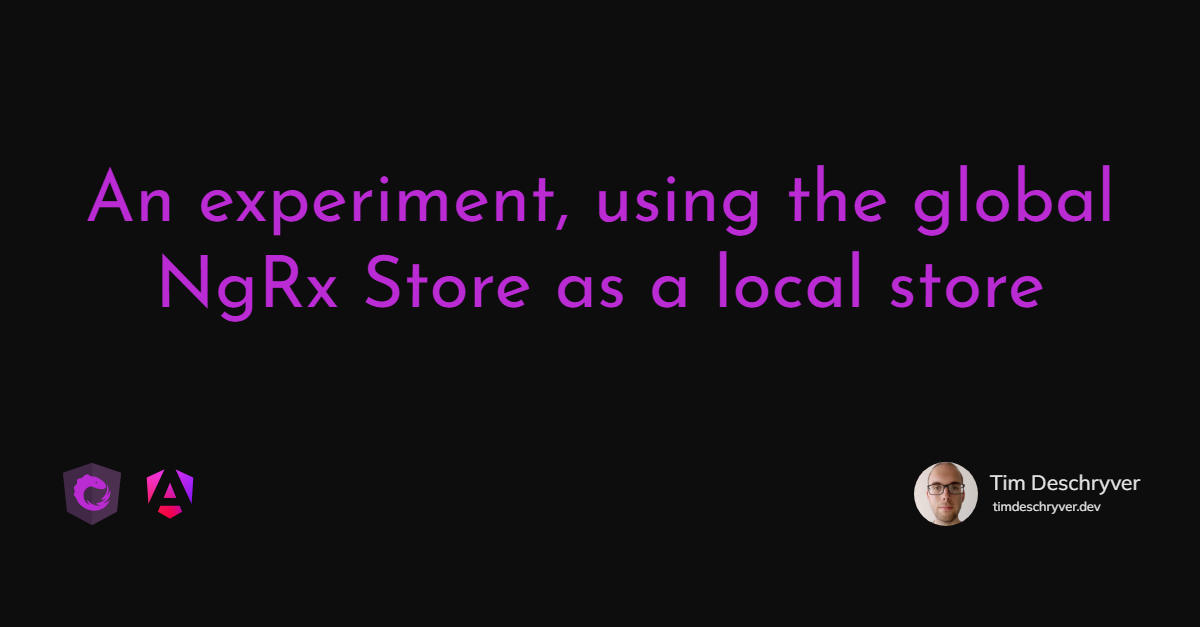 An experiment, using the global
NgRx Store as a local store
Tim Deschryver
timdeschryver.dev